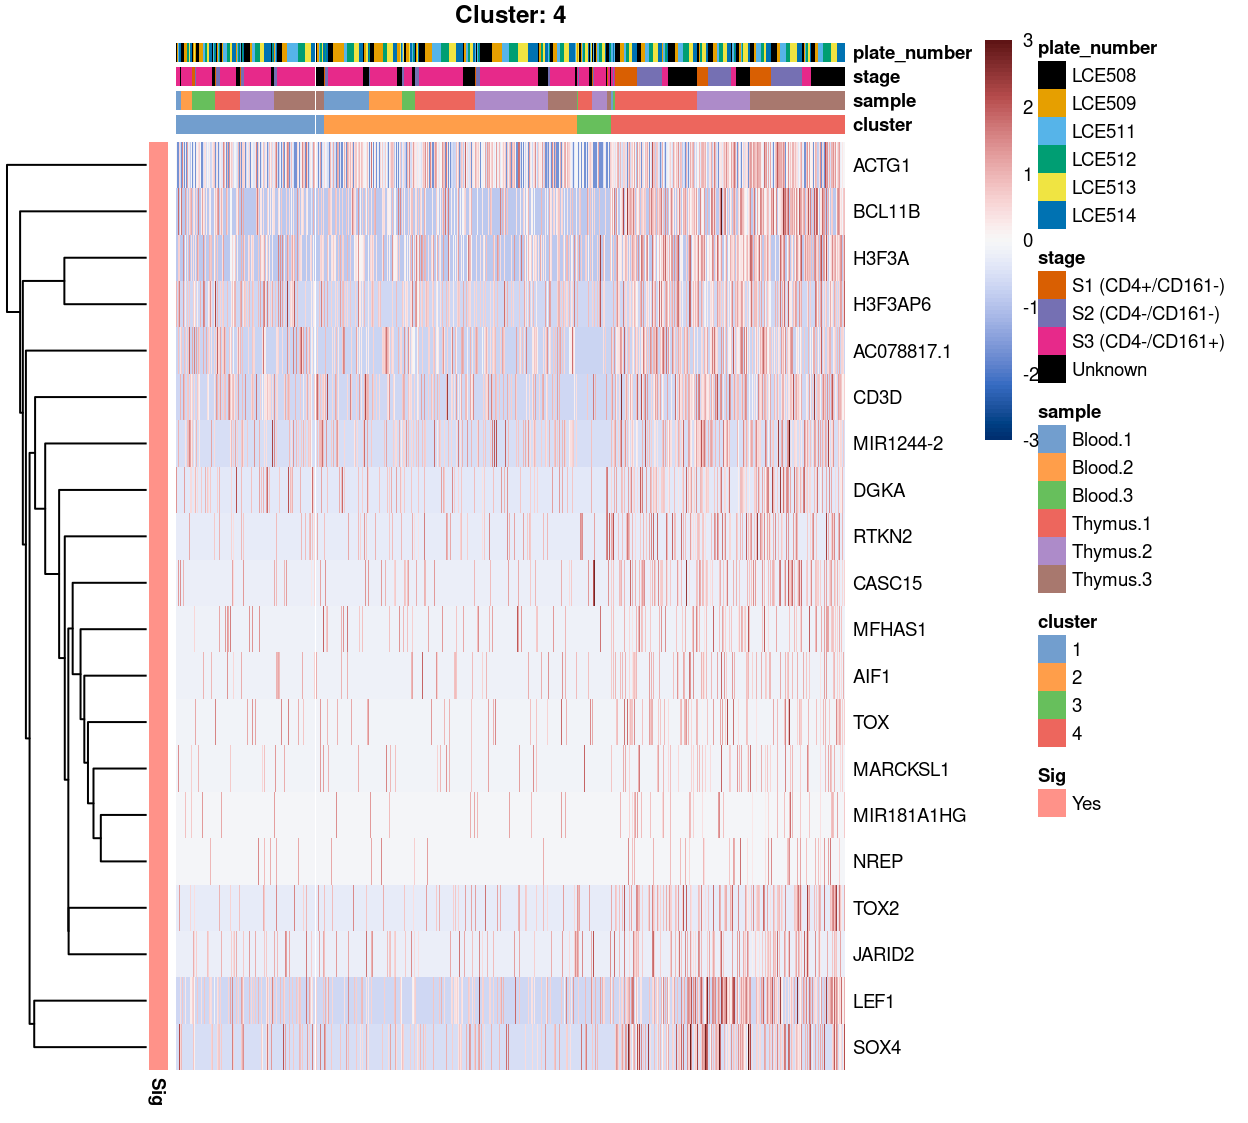 Cluster: 4
plate_number
stage
sample
cluster
ACTG1
BCL11B
H3F3A
H3F3AP6
AC078817.1
CD3D
MIR1244-2
DGKA
RTKN2
CASC15
MFHAS1
AIF1
TOX
MARCKSL1
MIR181A1HG
NREP
TOX2
JARID2
LEF1
SOX4
Sig
3
2
1
0
-1
-2
-3
plate_number
LCE508
LCE509
LCE511
LCE512
LCE513
LCE514
stage
S1 (CD4+/CD161-)
S2 (CD4-/CD161-)
S3 (CD4-/CD161+)
Unknown
sample
Blood.1
Blood.2
Blood.3
Thymus.1
Thymus.2
Thymus.3
cluster
1
2
3
4
Sig
Yes